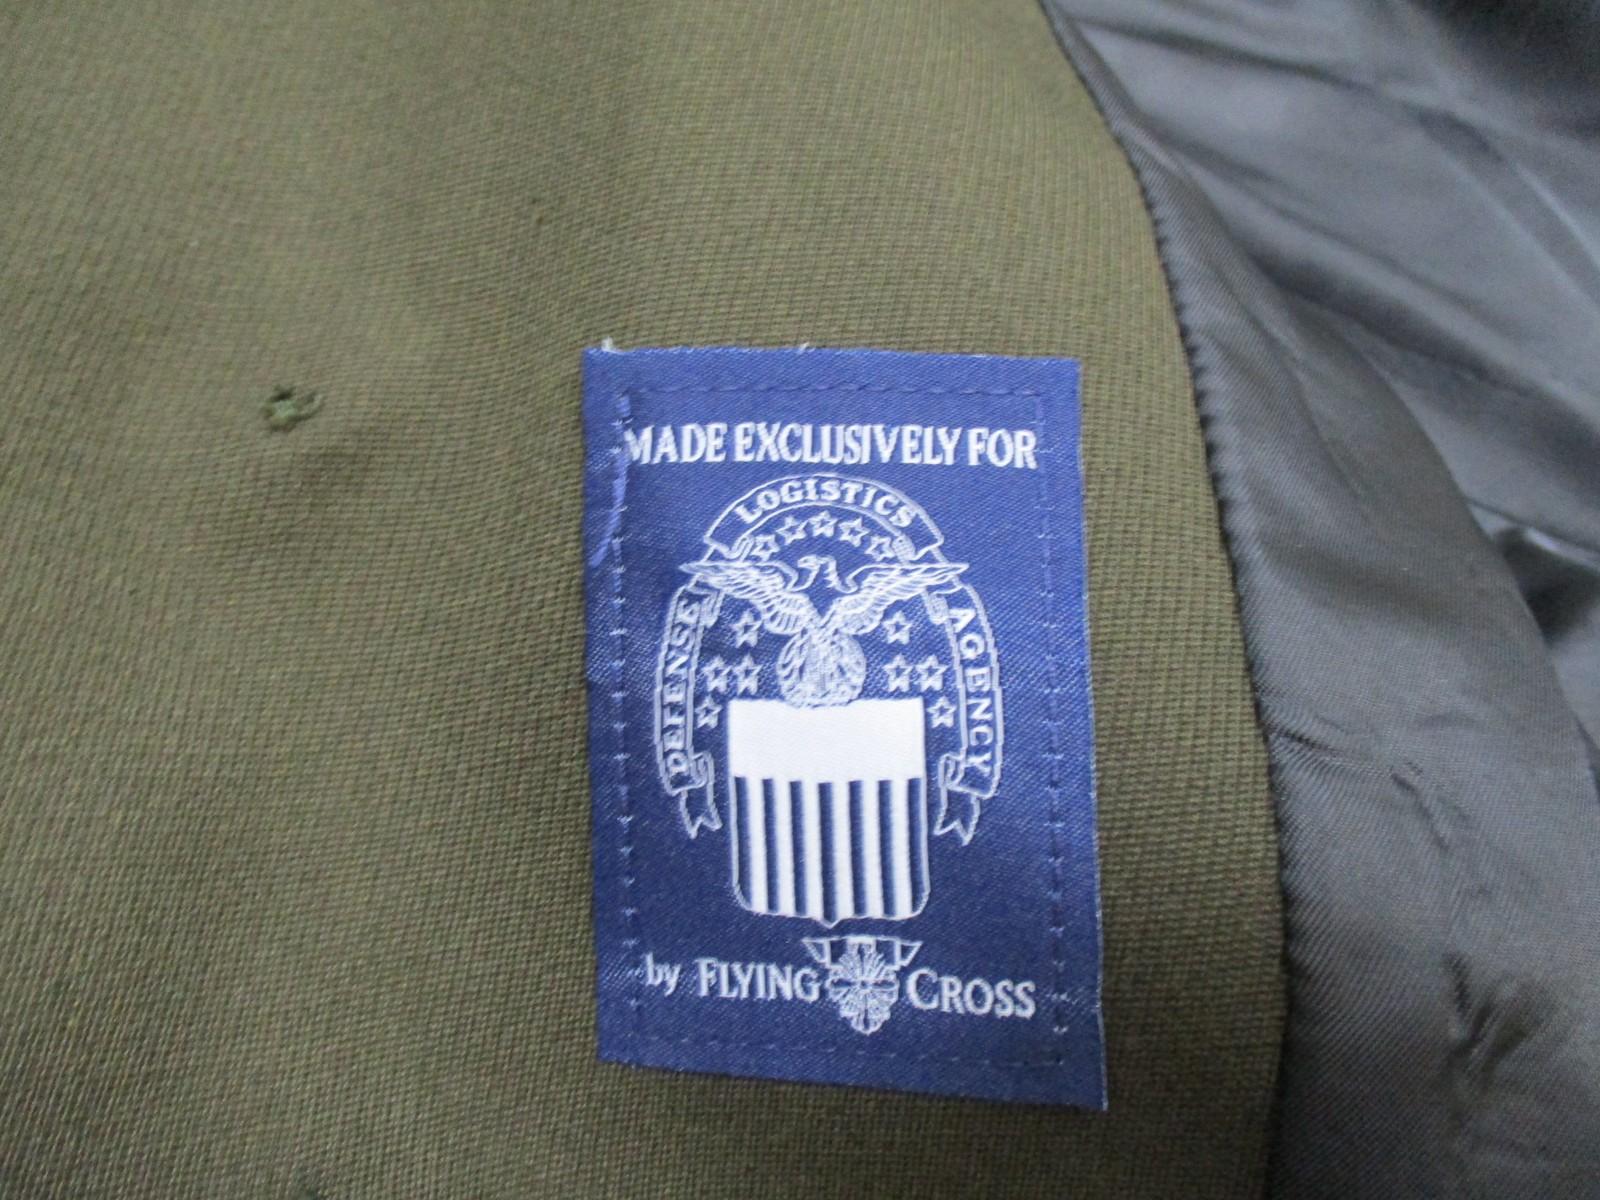 MADE EXCLUSIVELY FOR
DEFENSE LOGISTICS AGENCY
by FLYING CROSS